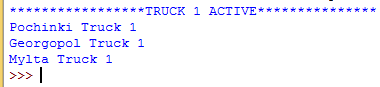 *****************TRUCK 1 ACTIVE***************
Pochinki Truck 1
Georgopol Truck 1
Mylta Truck 1
>>>